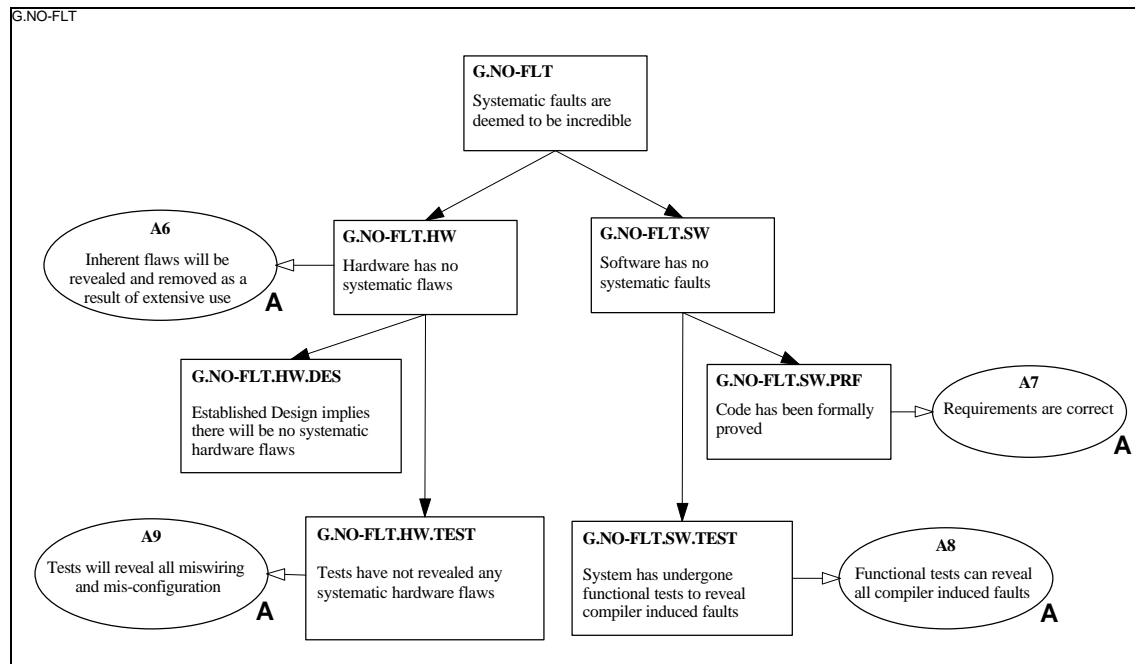 G.NO-FLT
G.NO-FLT
Systematic faults are
deemed to be incredible
A6
Inherent flaws will be
revealed and removed as a
result of extensive use
A
G.NO-FLT.HW
Hardware has no
systematic flaws
G.NO-FLT.SW
Software has no
systematic faults
G.NO-FLT.HW.DES
Established Design implies
there will be no systematic
hardware flaws
G.NO-FLT.SW.PRF
Code has been formally
proved
A7
Requirements are correct
A
A9
Tests will reveal all miswiring
and mis-configuration
A
G.NO-FLT.HW.TEST
Tests have not revealed any
systematic hardware flaws
G.NO-FLT.SW.TEST
System has undergone
functional tests to reveal
compiler induced faults
A8
Functional tests can reveal
all compiler induced faults
A